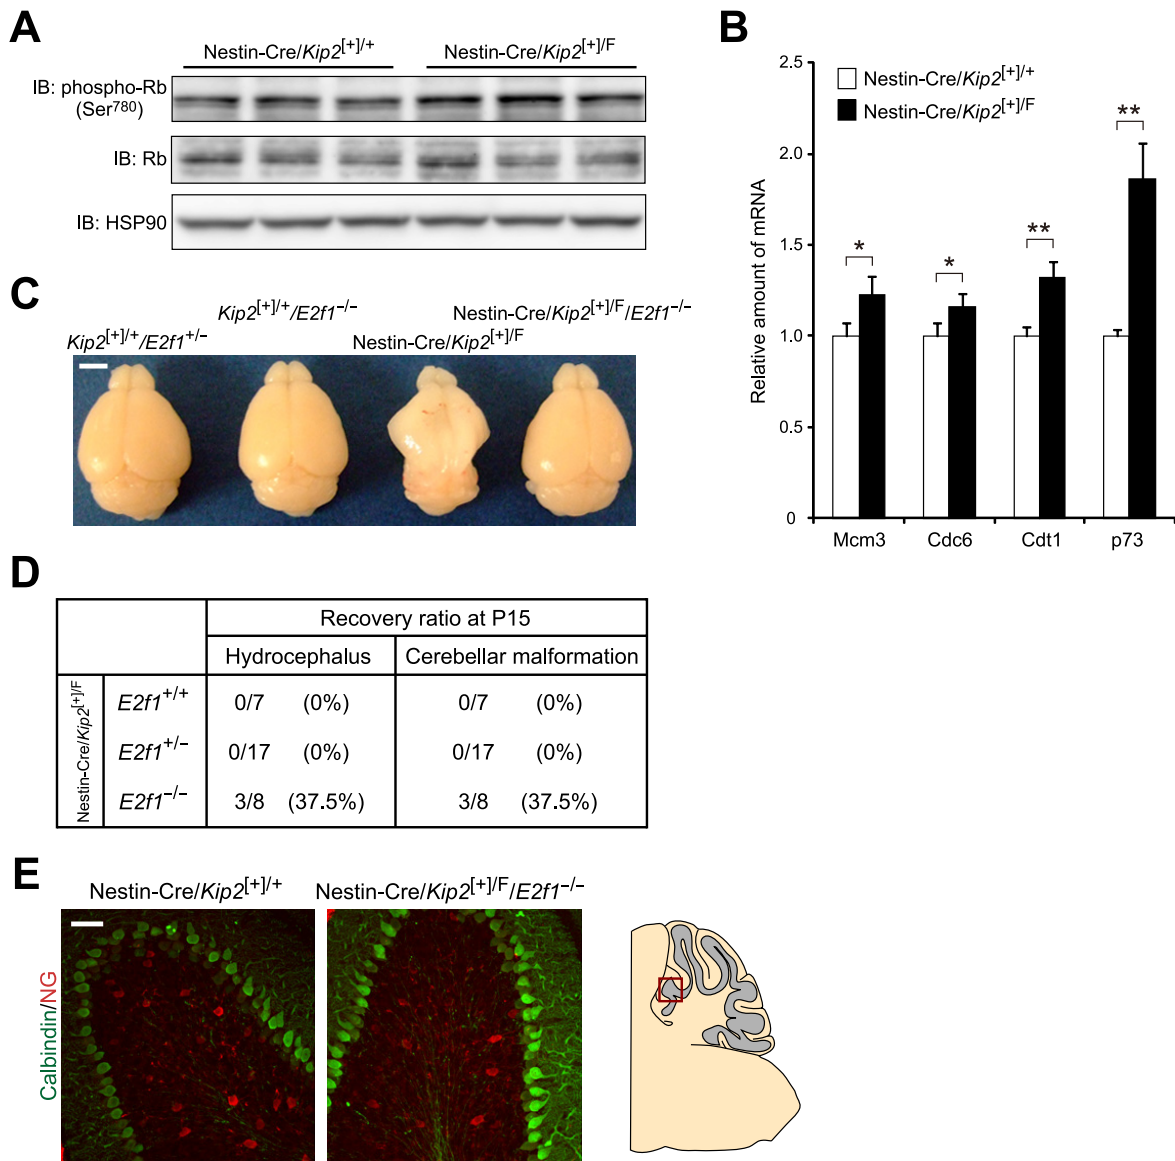 A
Nestin-Cre/Kip2[+]/+
Nestin-Cre/Kip2[+]/F
IB: phospho-Rb
(Ser780)
IB: Rb
IB: HSP90
B
2.5
2.0
1.5
1.0
0.5
0
Relative amount of mRNA
Nestin-Cre/Kip2[+]/+
Nestin-Cre/Kip2[+]/F
*
*
**
**
Mcm3 Cdc6 Cdt1 p73
C
Kip2[+]/+/E2f1+/–
Kip2[+]/+/E2f1–/–
Nestin-Cre/Kip2[+]/F
Nestin-Cre/Kip2[+]/F/E2f1–/–
D
Recovery ratio at P15
Hydrocephalus Cerebellar malformation
Nestin-Cre/Kip2[+]/F
E2f1+/+ 0/7 (0%) 0/7 (0%)
E2f1+/– 0/17 (0%) 0/17 (0%)
E2f1–/– 3/8 (37.5%) 3/8 (37.5%)
E
Nestin-Cre/Kip2[+]/+
Nestin-Cre/Kip2[+]/F/E2f1–/–
Calbindin/NG